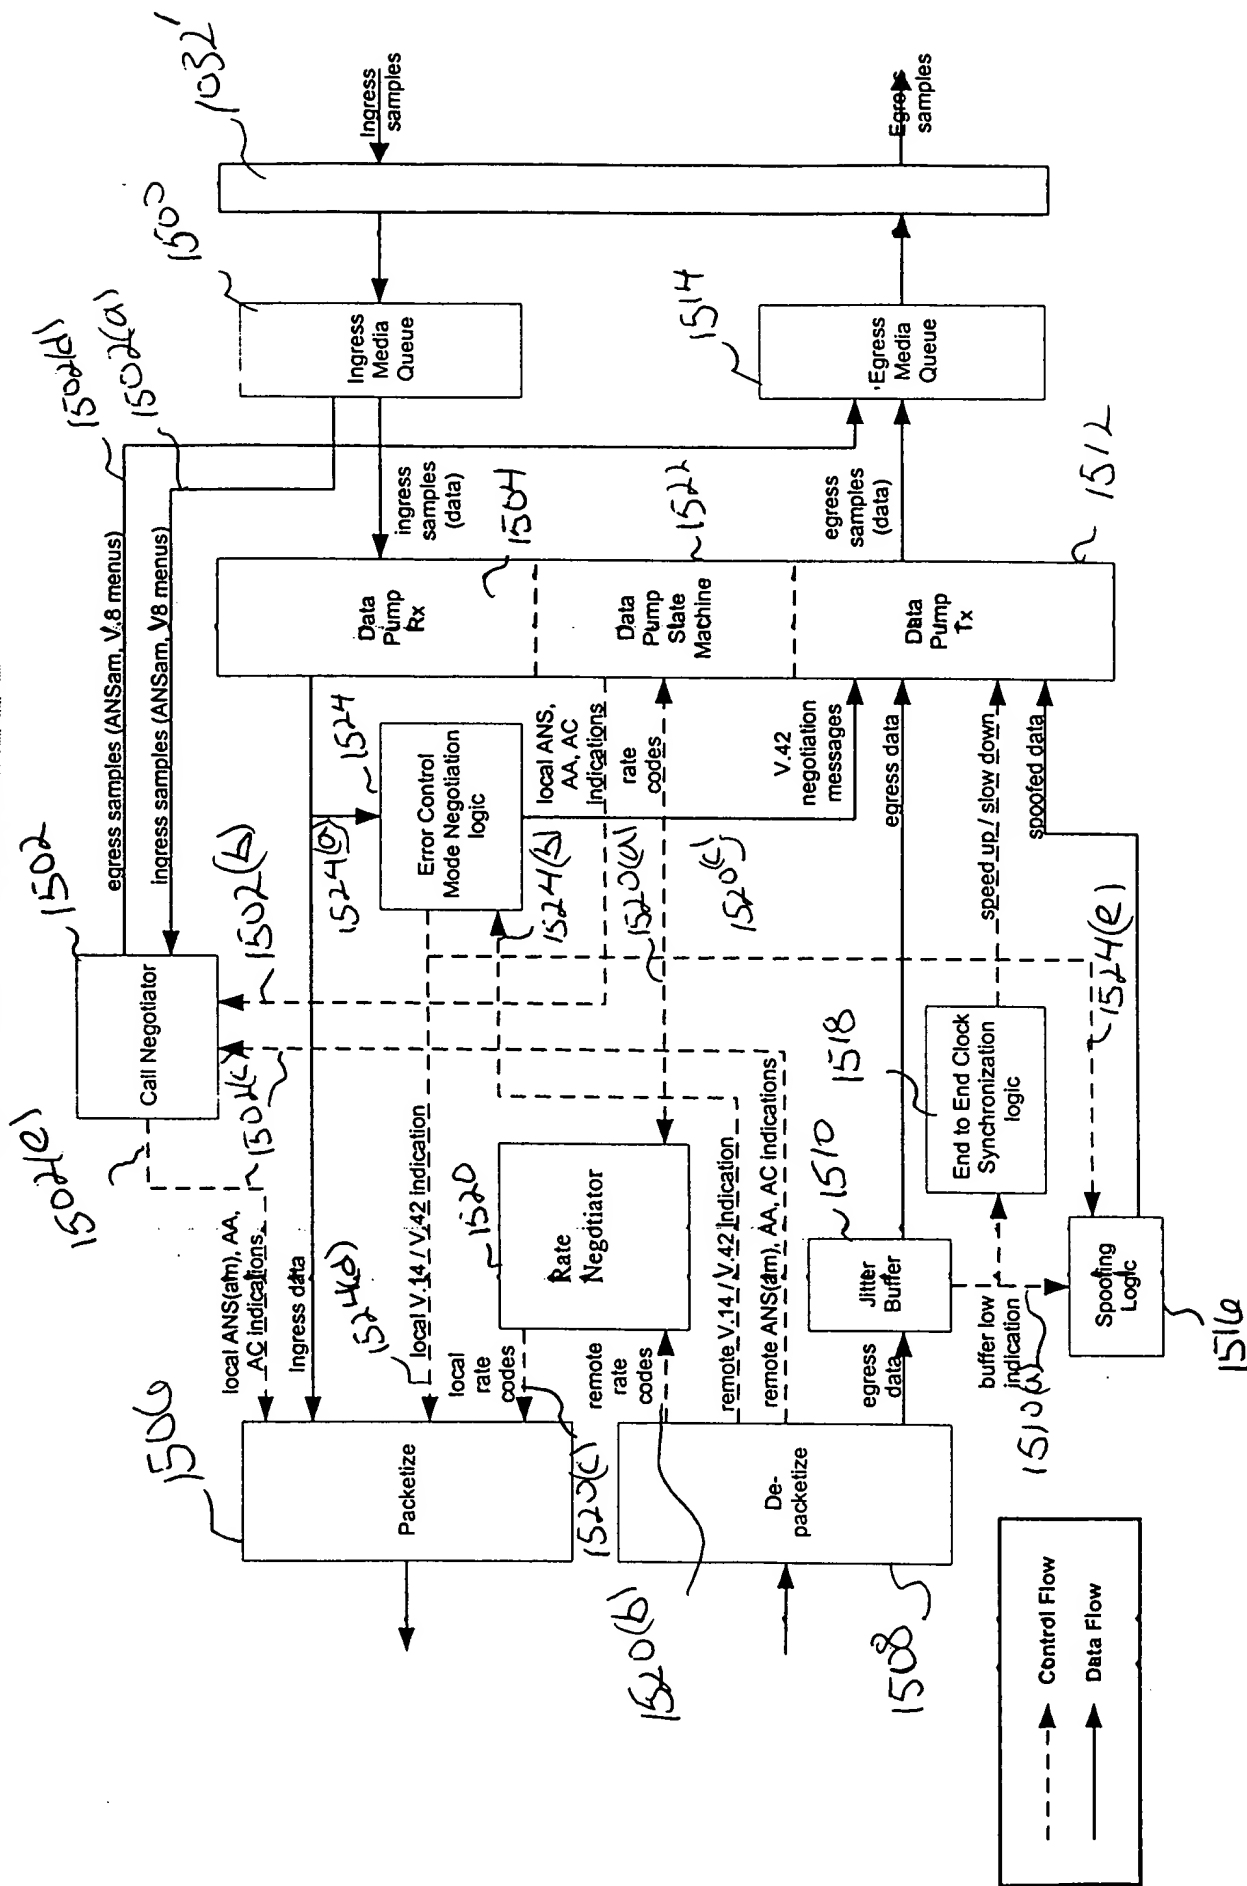 1032'
Ingress
samples
Egress
samples
1500
Ingress
Media
Queue
1514
Egress
Media
Queue
1502(d)
1502(a)
egress samples (ANSam, V.8 menus)
ingress samples (ANSam, V8 menus)
ingress
samples
(data)
1504
1522
egress
samples
(data)
1512
Data
Pump
Rx
Data
Pump
State
Machine
Data
Pump
Tx
1502
Call Negotiator
1502(b)
1502(c)
1502(e)
1524
1524(a)
Error Control
Mode Negotiation
logic
1524(b)
local ANS,
AA, AC
indications
rate
codes
1520(a)
1520(c)
V.42
negotiation
messages
egress data
speed up / slow down
spoofed data
1524(e)
1518
End to End Clock
Synchronization
logic
1510
Jitter
Buffer
1520
Rate
Negotiator
local ANS(am), AA,
AC indications
Ingress data
1524(d)
local V.14 / V.42 indication
local
rate
codes
remote
rate
codes
remote V.14 / V.42 indication
remote ANS(am), AA, AC indications
egress
data
buffer low
indication
1510(a)
Spoofing
Logic
1516
1506
Packetize
1520(c)
De-
packetize
1520(b)
1508
Control Flow
Data Flow